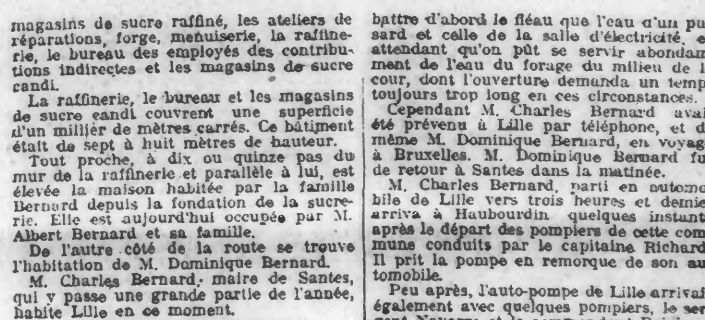 magasins de sucre raffiné, les ateliers de
réparations, forge, menuiserie, la raffine-
rie, le bureau des employés des contribu-
tions indirectes et les magasins de sucre
candi.
La raffinerie, le bureau et les magasins
de sucre candi couvrent une superficie
d'un millier de mètres carrés. Ce bâtiment
était de sept à huit mètres de hauteur.
Tout proche, à dix ou quinze pas du
mur de la raffinerie et parallèle à lui, est
élevée la maison habitée par la famille
Bernard depuis la fondation de la sucre-
rie. Elle est aujourd'hui occupée par M.
Albert Bernard et sa famille.
De l'autre côté de la route se trouve
l'habitation de M. Dominique Bernard.
M. Charles Bernard, maire de Santes,
qui y passe une grande partie de l'année,
habite Lille en ce moment.
battre d'abord le fléau que l'eau d'un pu
sard et celle de la salle d'électricité, e
attendant qu'on pût se servir abondam
ment de l'eau du forage du milieu de l
cour, dont l'ouverture demanda un temp
toujours trop long en ces circonstances.
Cependant M. Charles Bernard avai
été prévenu à Lille par téléphone, et d
même M. Dominique Bernard, en voyag
à Bruxelles. M. Dominique Bernard fu
de retour à Santes dans la matinée.
M. Charles Bernard, parti en automo
bile de Lille vers trois heures et demie
arriva à Haubourdin quelques instant
après le départ des pompiers de cette com
mune conduits par le capitaine Richard
Il prit la pompe en remorque de son au
tomobile.
Peu après, l'auto-pompe de Lille arrivai
également avec quelques pompiers, le ser